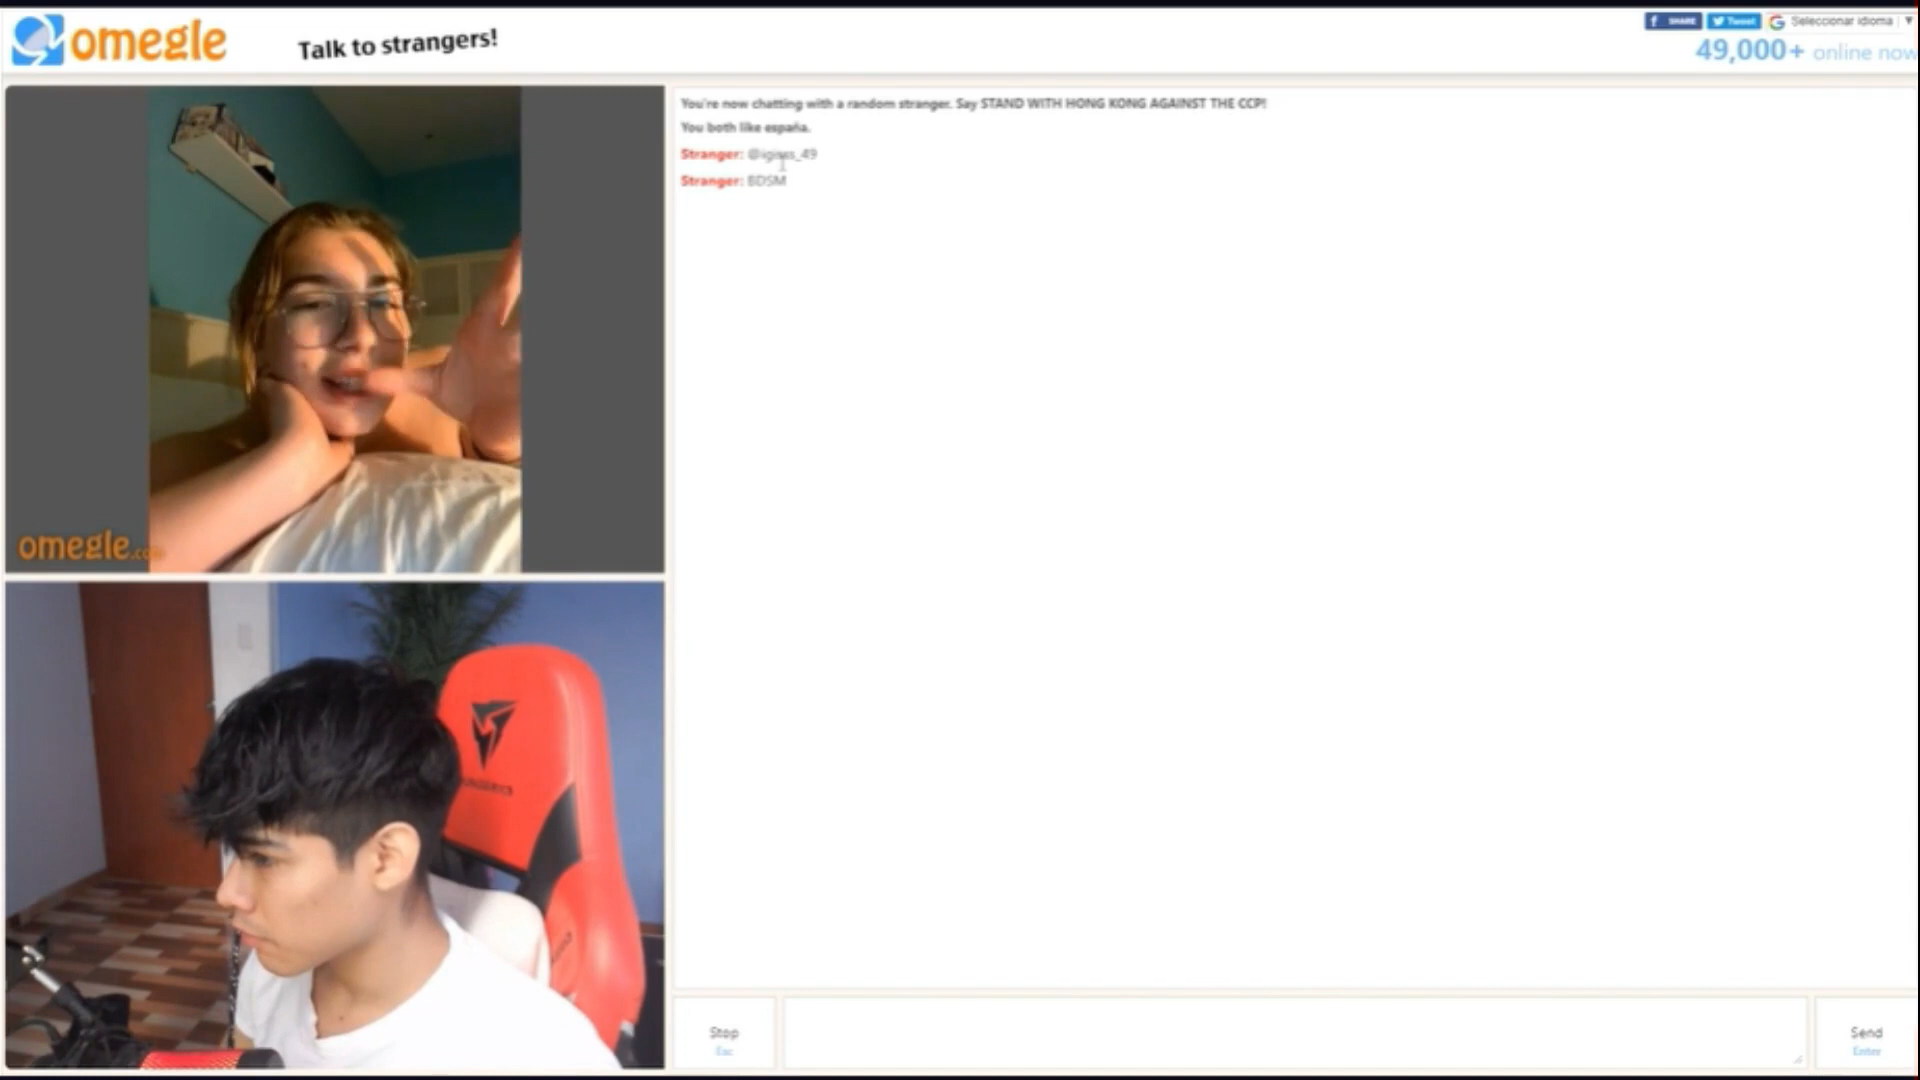 omegle
Talk to strangers!
SHARE
Tweet
Seleccionar idioma
49,000+ online now
You're now chatting with a random stranger. Say STAND WITH HONG KONG AGAINST THE CCP!
You both like españa.
Stranger:
Stranger: BDSM
omegle.com
Stop
Esc
Send
Enter